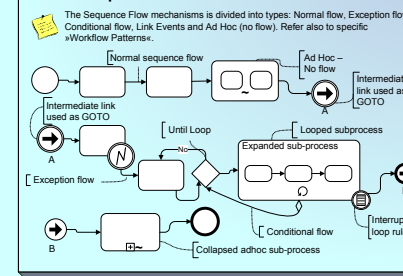 The Sequence Flow mechanisms is divided into types: Normal flow, Exception flo
Conditional flow, Link Events and Ad Hoc (no flow). Refer also to specific
»Workflow Patterns«.
Normal sequence flow
Ad Hoc –
No flow
Intermediat
link used as
GOTO
A
Intermediate link
used as GOTO
A
Until Loop
Looped subprocess
No
Expanded sub-process
Exception flow
Conditional flow
Interrup
loop rul
B
Collapsed adhoc sub-process